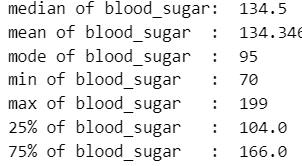 median of blood_sugar: 134.5
mean of blood_sugar : 134.346
mode of blood_sugar : 95
min of blood_sugar : 70
max of blood_sugar : 199
25% of blood_sugar : 104.0
75% of blood_sugar : 166.0